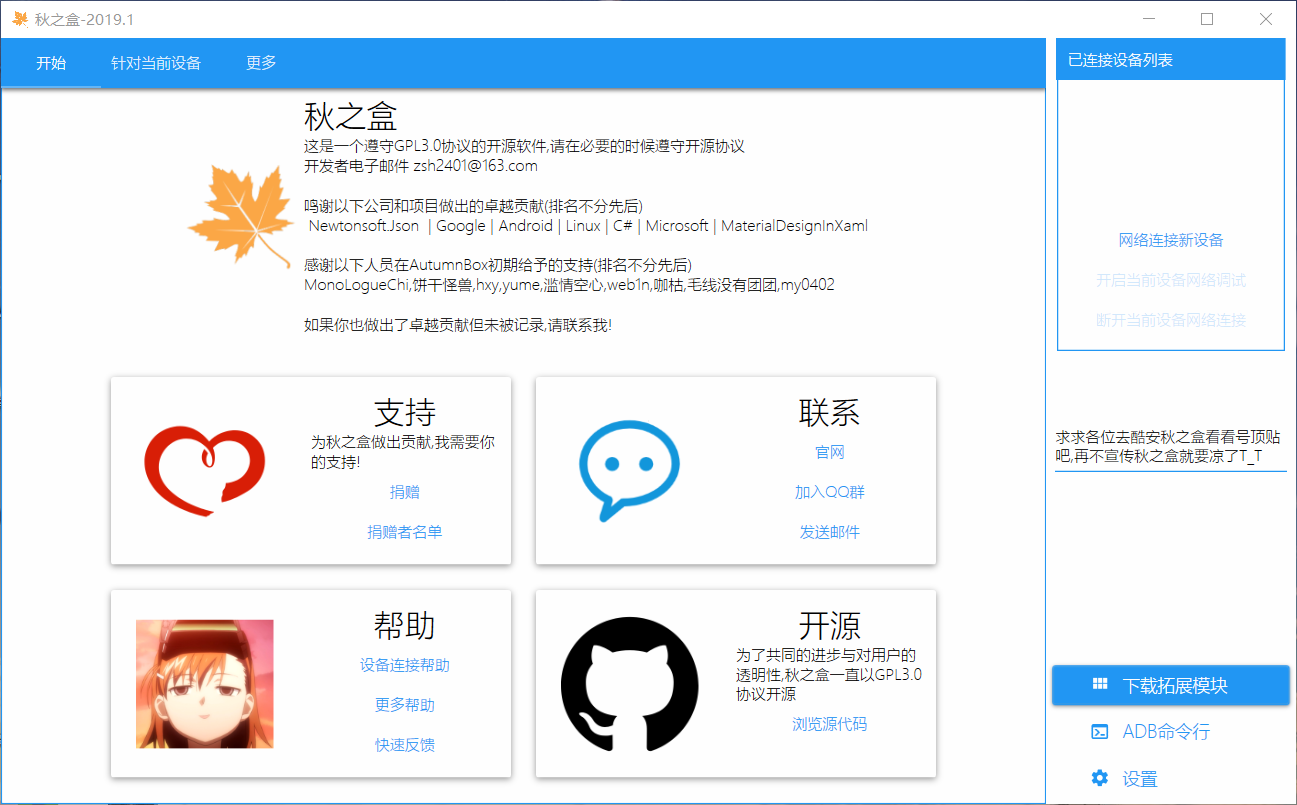 秋之盒-2019.1
开始
针对当前设备
更多
已连接设备列表
秋之盒
这是一个遵守GPL3.0协议的开源软件,请在必要的时候遵守开源协议
开发者电子邮件 zsh2401@163.com
鸣谢以下公司和项目做出的卓越贡献(排名不分先后)
Newtonsoft.Json | Google | Android | Linux | C# | Microsoft | MaterialDesignInXaml
感谢以下人员在AutumnBox初期给予的支持(排名不分先后)
MonoLogueChi,饼干怪兽,hxy,yume,滥情空心,web1n,咖枯,毛线没有团团,my0402
如果你也做出了卓越贡献但未被记录,请联系我!
网络连接新设备
开启当前设备网络调试
断开当前设备网络连接
支持
为秋之盒做出贡献,我需要你
的支持!
捐赠
捐赠者名单
联系
官网
加入QQ群
发送邮件
求求各位去酷安秋之盒看看号顶贴
吧,再不宣传秋之盒就要凉了T_T
帮助
设备连接帮助
更多帮助
快速反馈
开源
为了共同的进步与对用户的
透明性,秋之盒一直以GPL3.0
协议开源
浏览源代码
下载拓展模块
ADB命令行
设置